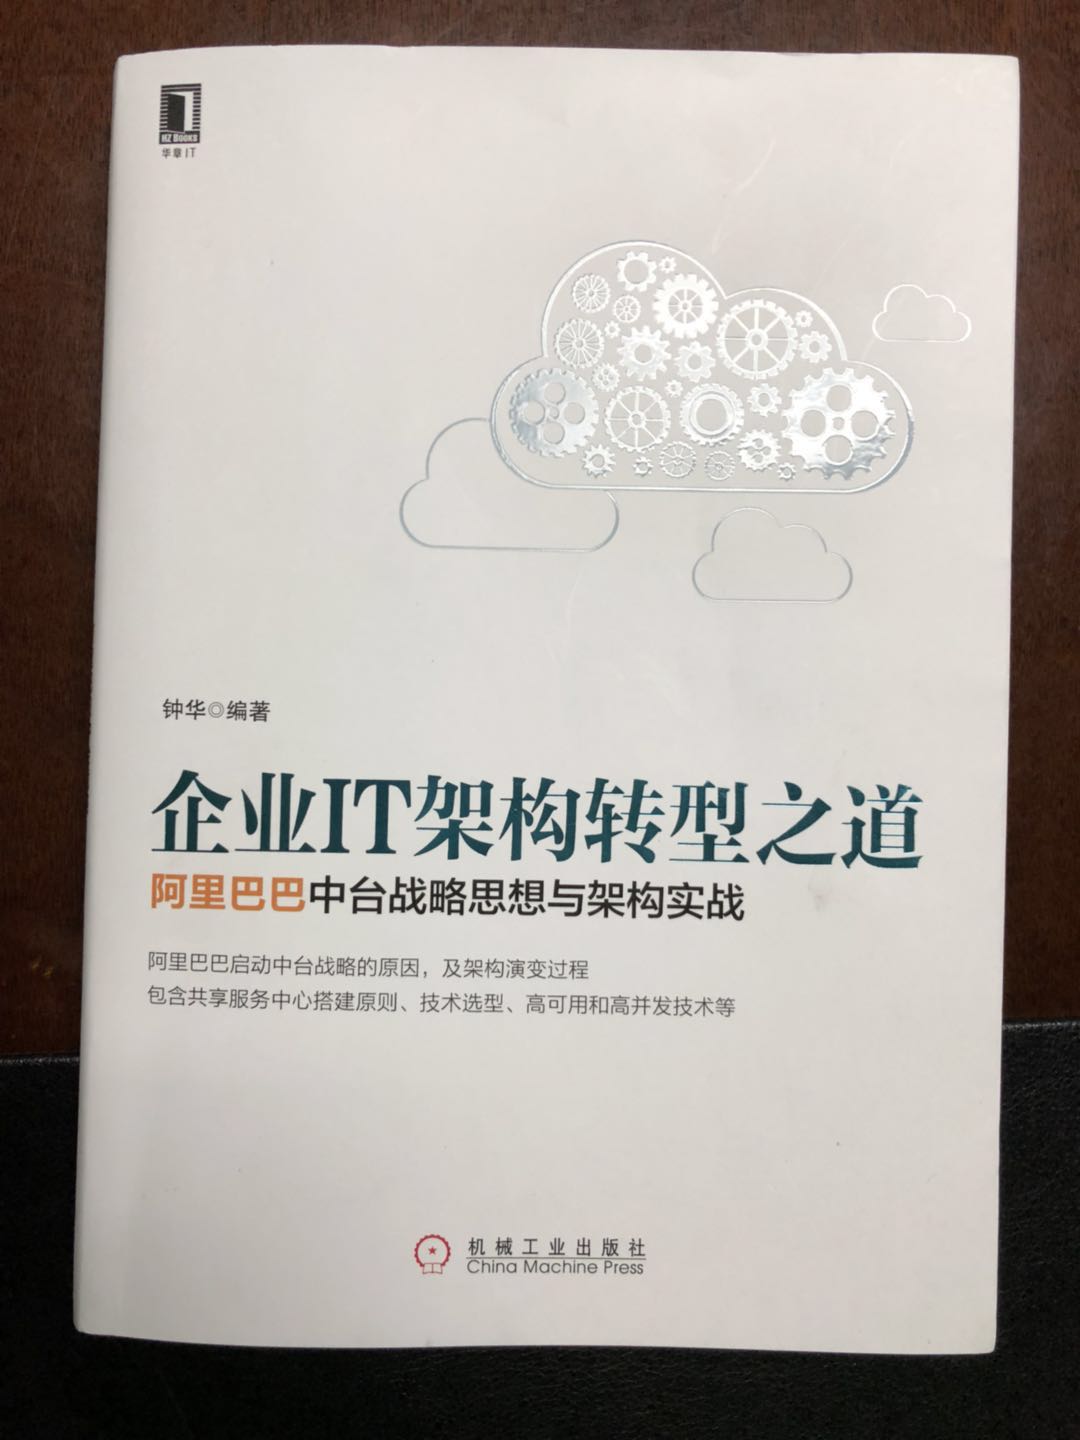 HZ BOOKS
华章IT
钟华◎编著
企业IT架构转型之道
阿里巴巴中台战略思想与架构实战
阿里巴巴启动中台战略的原因，及架构演变过程
包含共享服务中心搭建原则、技术选型、高可用和高并发技术等
机械工业出版社
China Machine Press